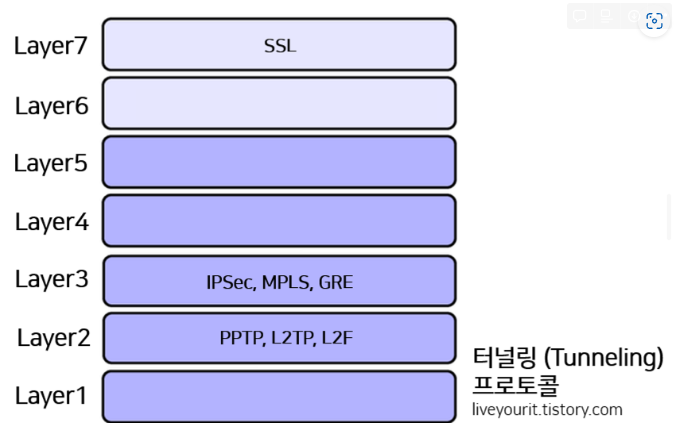 Layer7 SSL
Layer6
Layer5
Layer4
Layer3 IPSec, MPLS, GRE
Layer2 PPTP, L2TP, L2F
Layer1
터널링 (Tunneling)
프로토콜
liveyourit.tistory.com